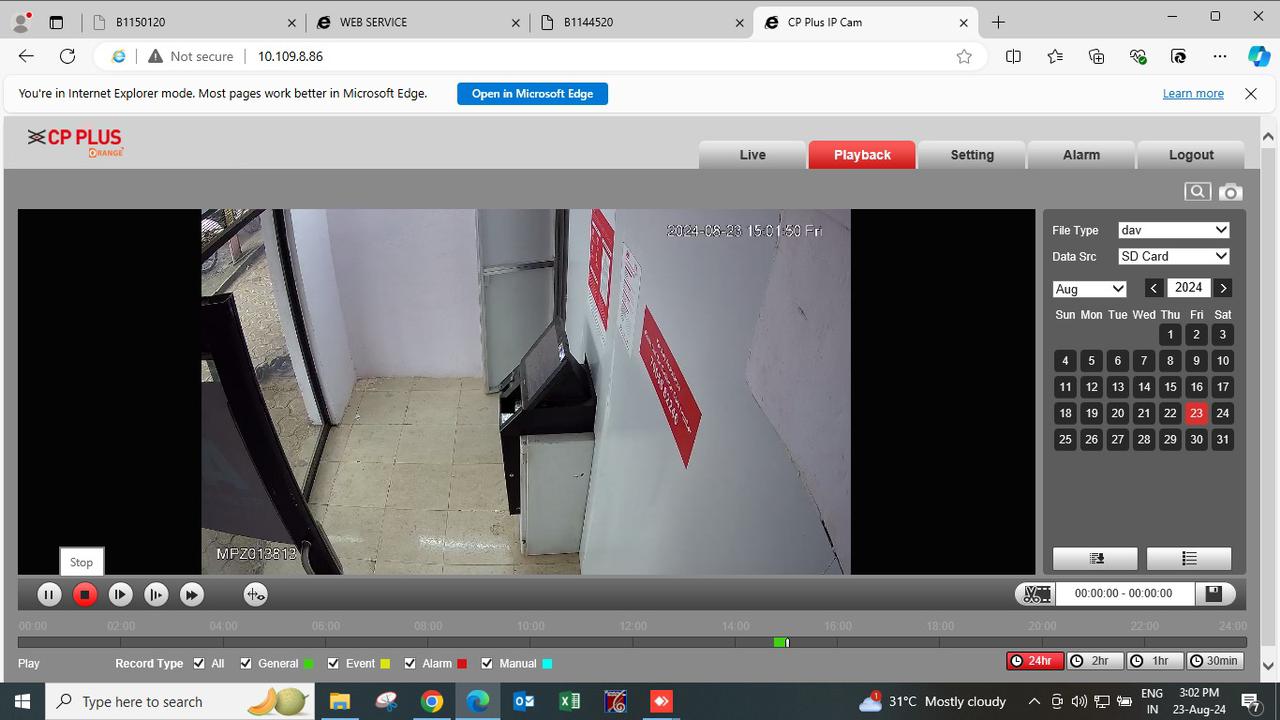 B1150120
WEB SERVICE
B1144520
CP Plus IP Cam
Not secure
10.109.8.86
You're in Internet Explorer mode. Most pages work better in Microsoft Edge.
Open in Microsoft Edge
Learn more
CP PLUS
ORANGE
Live
Playback
Setting
Alarm
Logout
2024-08-23 15:01:50 Fri
MPZ013813
File Type
dav
Data Src
SD Card
Aug
2024
Sun Mon Tue Wed Thu Fri Sat
1 2 3
4 5 6 7 8 9 10
11 12 13 14 15 16 17
18 19 20 21 22 23 24
25 26 27 28 29 30 31
Stop
00:00:00 - 00:00:00
00:00 02:00 04:00 06:00 08:00 10:00 12:00 14:00 16:00 18:00 20:00 22:00 24:00
Play
Record Type All General Event Alarm Manual
24hr 2hr 1hr 30min
Type here to search
1
31°C Mostly cloudy
ENG
IN
3:02 PM
23-Aug-24
7